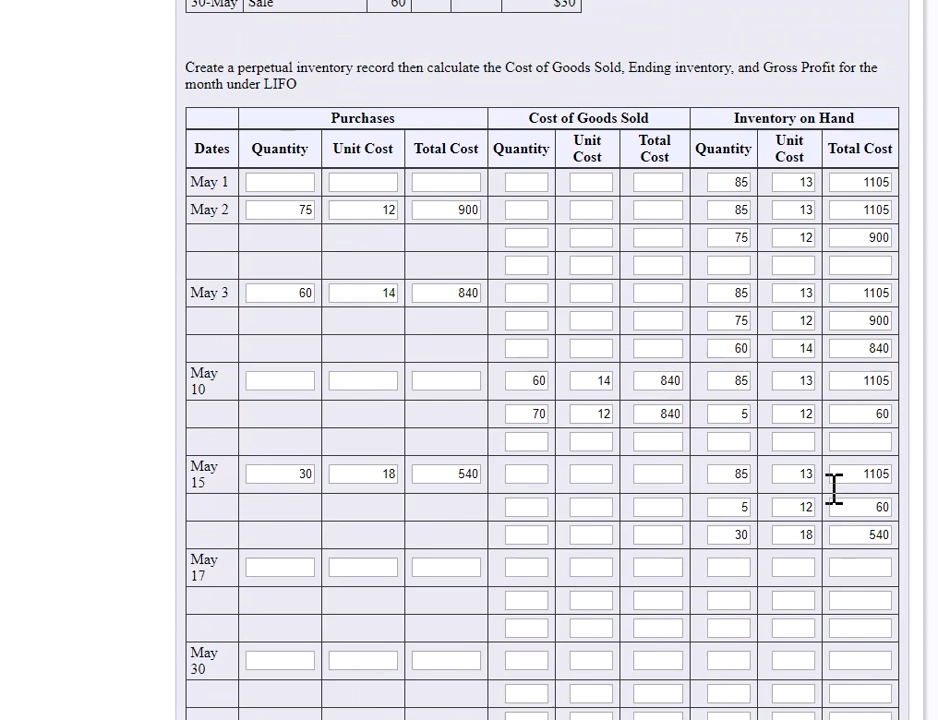 30-May Sale 60 $30
Create a perpetual inventory record then calculate the Cost of Goods Sold, Ending inventory, and Gross Profit for the
month under LIFO
Purchases Cost of Goods Sold Inventory on Hand
Dates Quantity Unit Cost Total Cost Quantity Unit Cost Total Cost Quantity Unit Cost Total Cost
May 1 85 13 1105
May 2 75 12 900 85 13 1105
75 12 900
May 3 60 14 840 85 13 1105
75 12 900
60 14 840
May 10 60 14 840 85 13 1105
70 12 840 5 12 60
May 15 30 18 540 85 13 1105
5 12 60
30 18 540
May 17
May 30